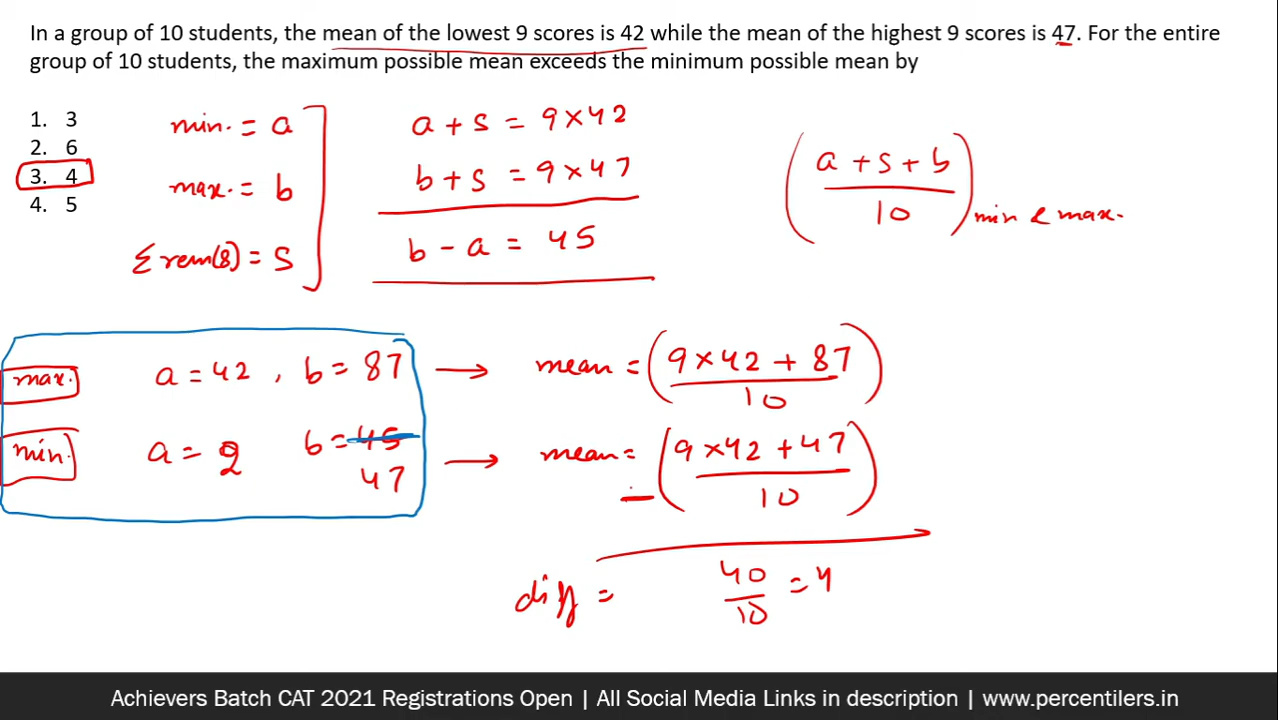 In a group of 10 students, the mean of the lowest 9 scores is 42 while the mean of the highest 9 scores is 47. For the entire
group of 10 students, the maximum possible mean exceeds the minimum possible mean by
1. 3
2. 6
3. 4
4. 5
min. = a
max. = b
Σ rem(8) = S
a + S = 9×42
b + S = 9×47
b - a = 45
(a + S + b / 10) min & max.
max. a = 42 , b = 87 → mean = (9×42 + 87 / 10)
min. a = 2 b = 45
47 → mean = (9×42 + 47 / 10)
diff = 40/10 = 4
Achievers Batch CAT 2021 Registrations Open | All Social Media Links in description | www.percentilers.in